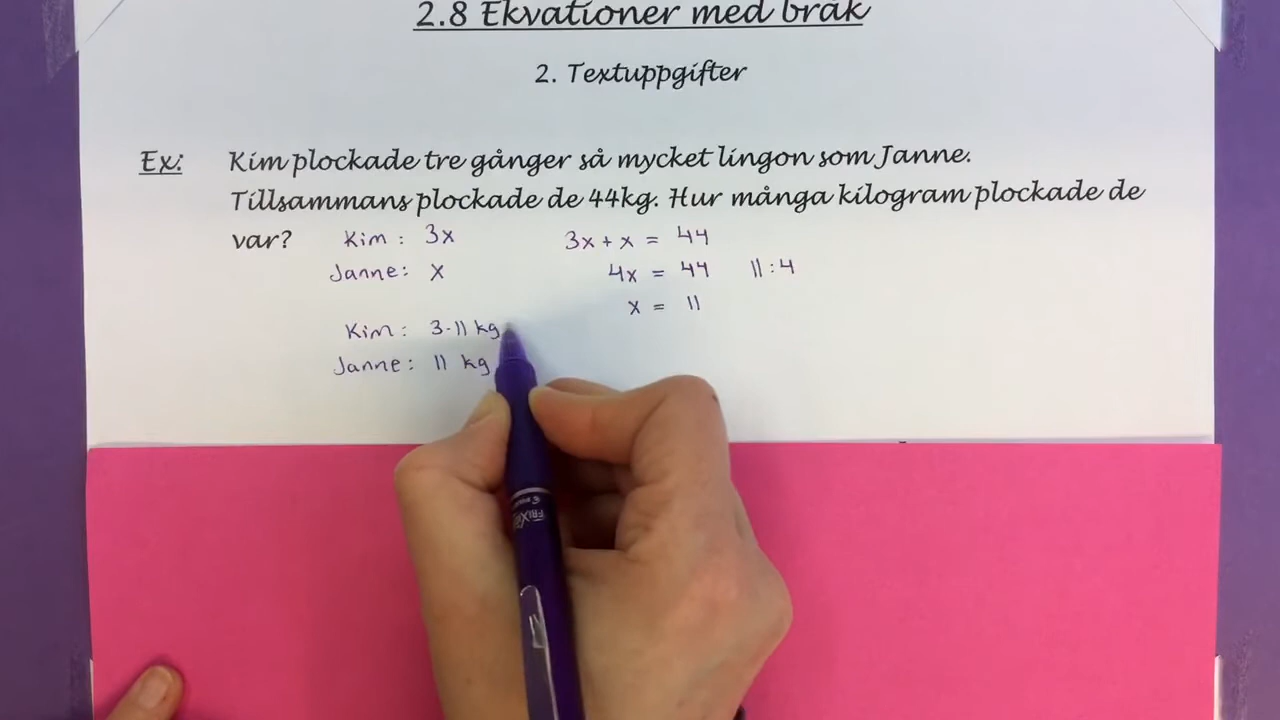 2.8 Ekvationer med bråk
2. Textuppgifter
Ex: Kim plockade tre gånger så mycket lingon som Janne.
Tillsammans plockade de 44kg. Hur många kilogram plockade de
var?
Kim : 3x 3x + x = 44
Janne: x 4x = 44 ||:4
x = 11
Kim : 3·11 kg
Janne: 11 kg
FRIXION